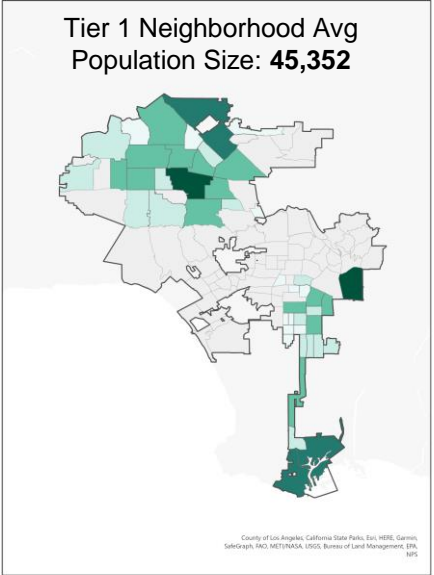 Tier 1 Neighborhood Avg
Population Size: 45,352
County of Los Angeles, California State Parks, Esri, HERE, Garmin,
SafeGraph, FAO, METI/NASA, USGS, Bureau of Land Management, EPA,
NPS